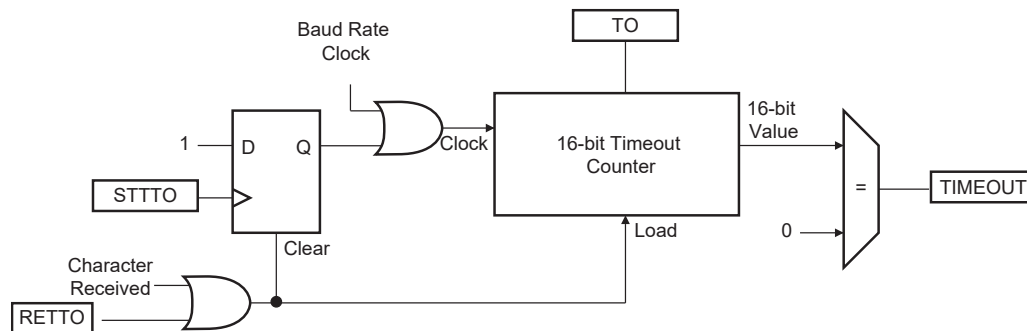 Baud Rate
Clock
TO
1
D
Q
Clock
16-bit Timeout
Counter
16-bit
Value
=
TIMEOUT
STTTO
Clear
Load
0
Character
Received
RETTO